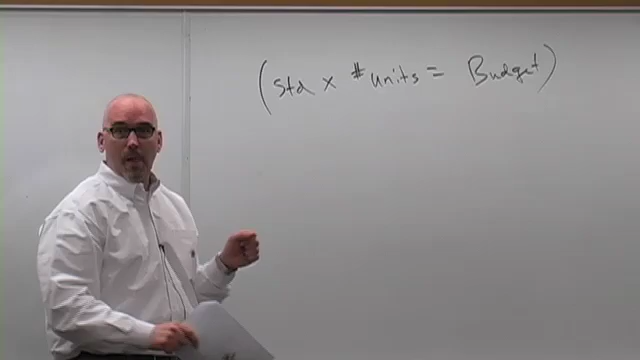 (Std x # units = Budget)